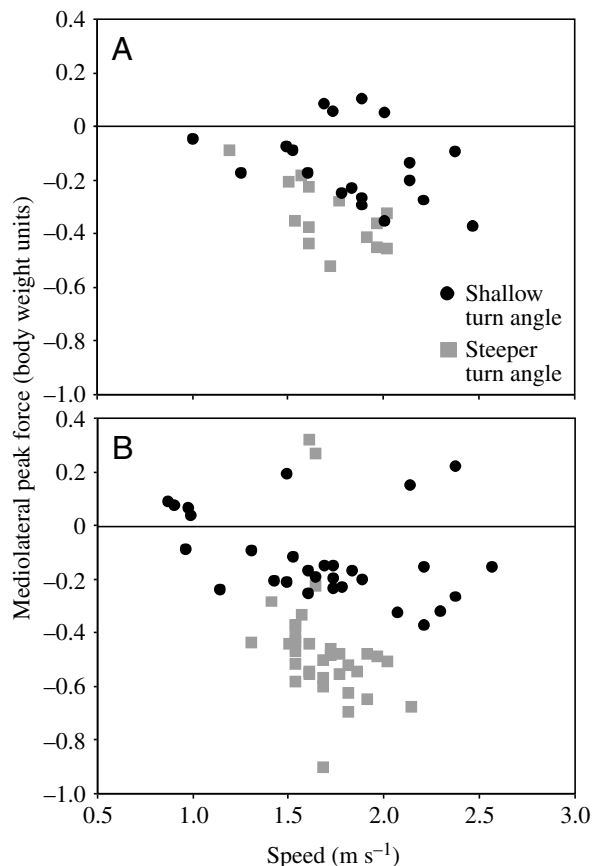 0.4
A
0.2
0
–0.2
–0.4
–0.6
–0.8
–1.0
Shallow
turn angle
Steeper
turn angle
0.4
B
0.2
0
–0.2
–0.4
–0.6
–0.8
–1.0
Mediolateral peak force (body weight units)
0.5
1.0
1.5
2.0
2.5
3.0
Speed (m s–1)